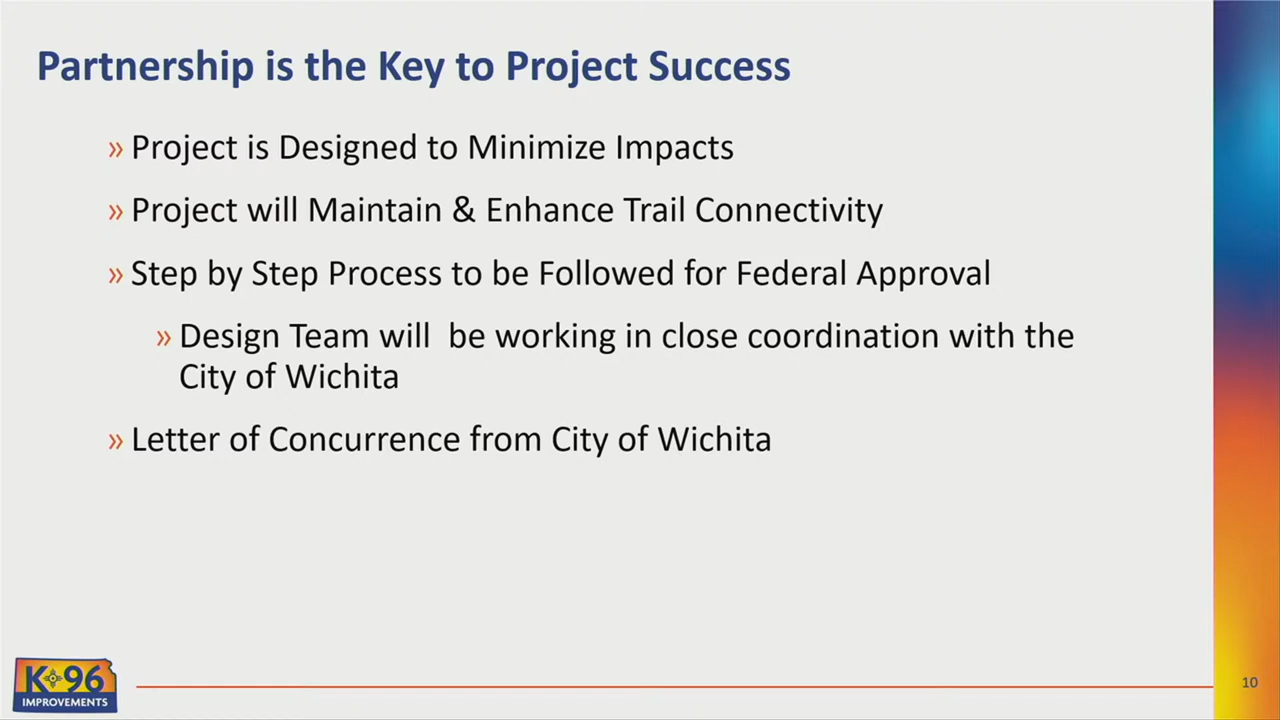 Partnership is the Key to Project Success
» Project is Designed to Minimize Impacts
» Project will Maintain & Enhance Trail Connectivity
» Step by Step Process to be Followed for Federal Approval
» Design Team will  be working in close coordination with the
City of Wichita
» Letter of Concurrence from City of Wichita
K 96
IMPROVEMENTS
10